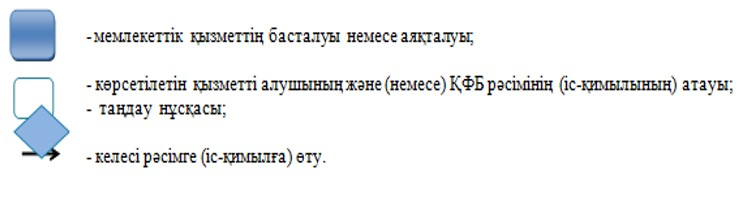 - мемлекеттік қызметтің басталуы немесе аяқталуы;
- көрсетілетін қызметті алушының және (немесе) ҚФБ рәсімінің (іс-қимылының) атауы;
- таңдау нұсқасы;
- келесі рәсімге (іс-қимылға) өту.